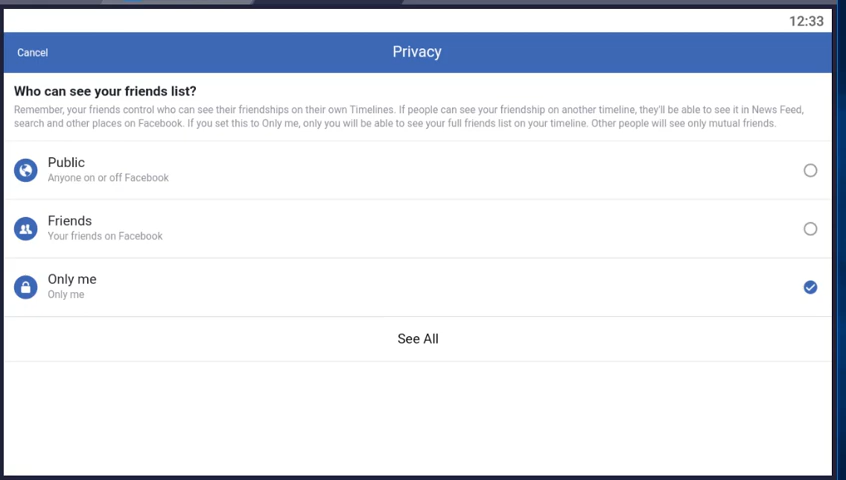 12:33
Cancel
Privacy
Who can see your friends list?
Remember, your friends control who can see their friendships on their own Timelines. If people can see your friendship on another timeline, they'll be able to see it in News Feed,
search and other places on Facebook. If you set this to Only me, only you will be able to see your full friends list on your timeline. Other people will see only mutual friends.
Public
Anyone on or off Facebook
Friends
Your friends on Facebook
Only me
Only me
See All